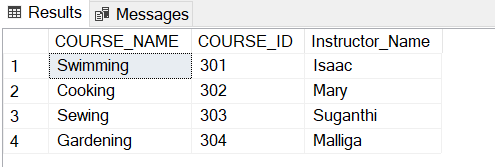 Results Messages
COURSE_NAME COURSE_ID Instructor_Name
1 Swimming 301 Isaac
2 Cooking 302 Mary
3 Sewing 303 Suganthi
4 Gardening 304 Malliga